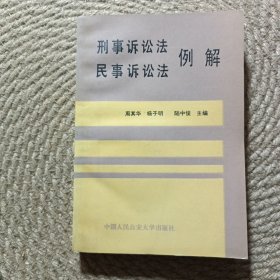 刑事诉讼法
民事诉讼法
例解
周其华 杨子明 陆中俊 主编
中国人民公安大学出版社